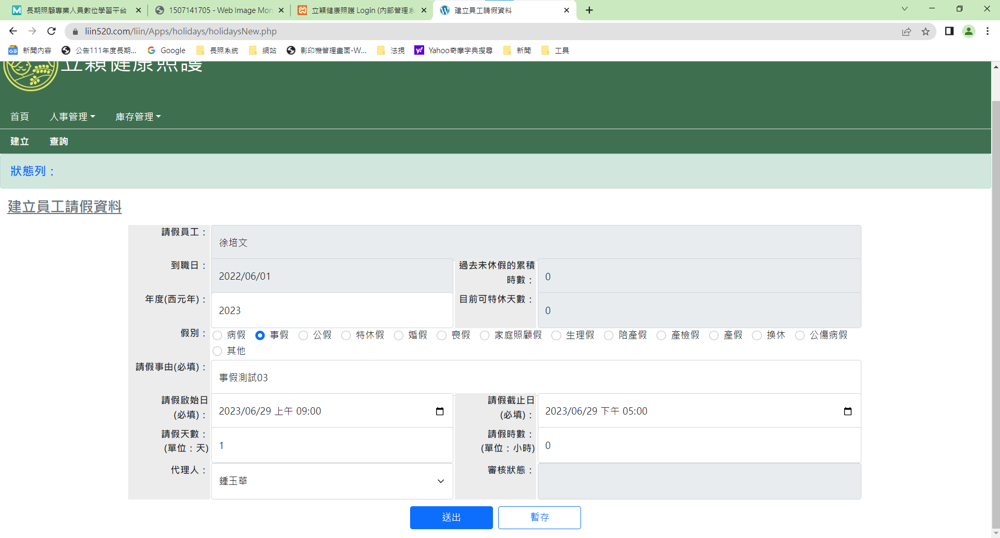 長期照顧專業人員數位學習平台
1507141705 - Web Image Mon
立穎健康照護 Login (內部管理系
建立員工請假資料
liin520.com/liin/Apps/holidays/holidaysNew.php
新聞內容
公告111年度長期...
Google
長照系統
網站
影印機管理畫面-W...
法規
Yahoo奇摩字典搜尋
新聞
工具
立穎健康照護
首頁
人事管理
庫存管理
建立
查詢
狀態列：
建立員工請假資料
請假員工：
徐培文
到職日：
2022/06/01
過去未休假的累積
時數：
0
年度(西元年)：
2023
目前可特休天數：
0
假別：
病假 事假 公假 特休假 婚假 喪假 家庭照顧假 生理假 陪產假 產檢假 產假 換休 公傷病假
其他
請假事由(必填)：
事假測試03
請假啟始日
(必填)：
2023/06/29 上午 09:00
請假截止日
(必填)：
2023/06/29 下午 05:00
請假天數：
(單位：天)
1
請假時數：
(單位：小時)
0
代理人：
鍾玉華
審核狀態：
送出
暫存